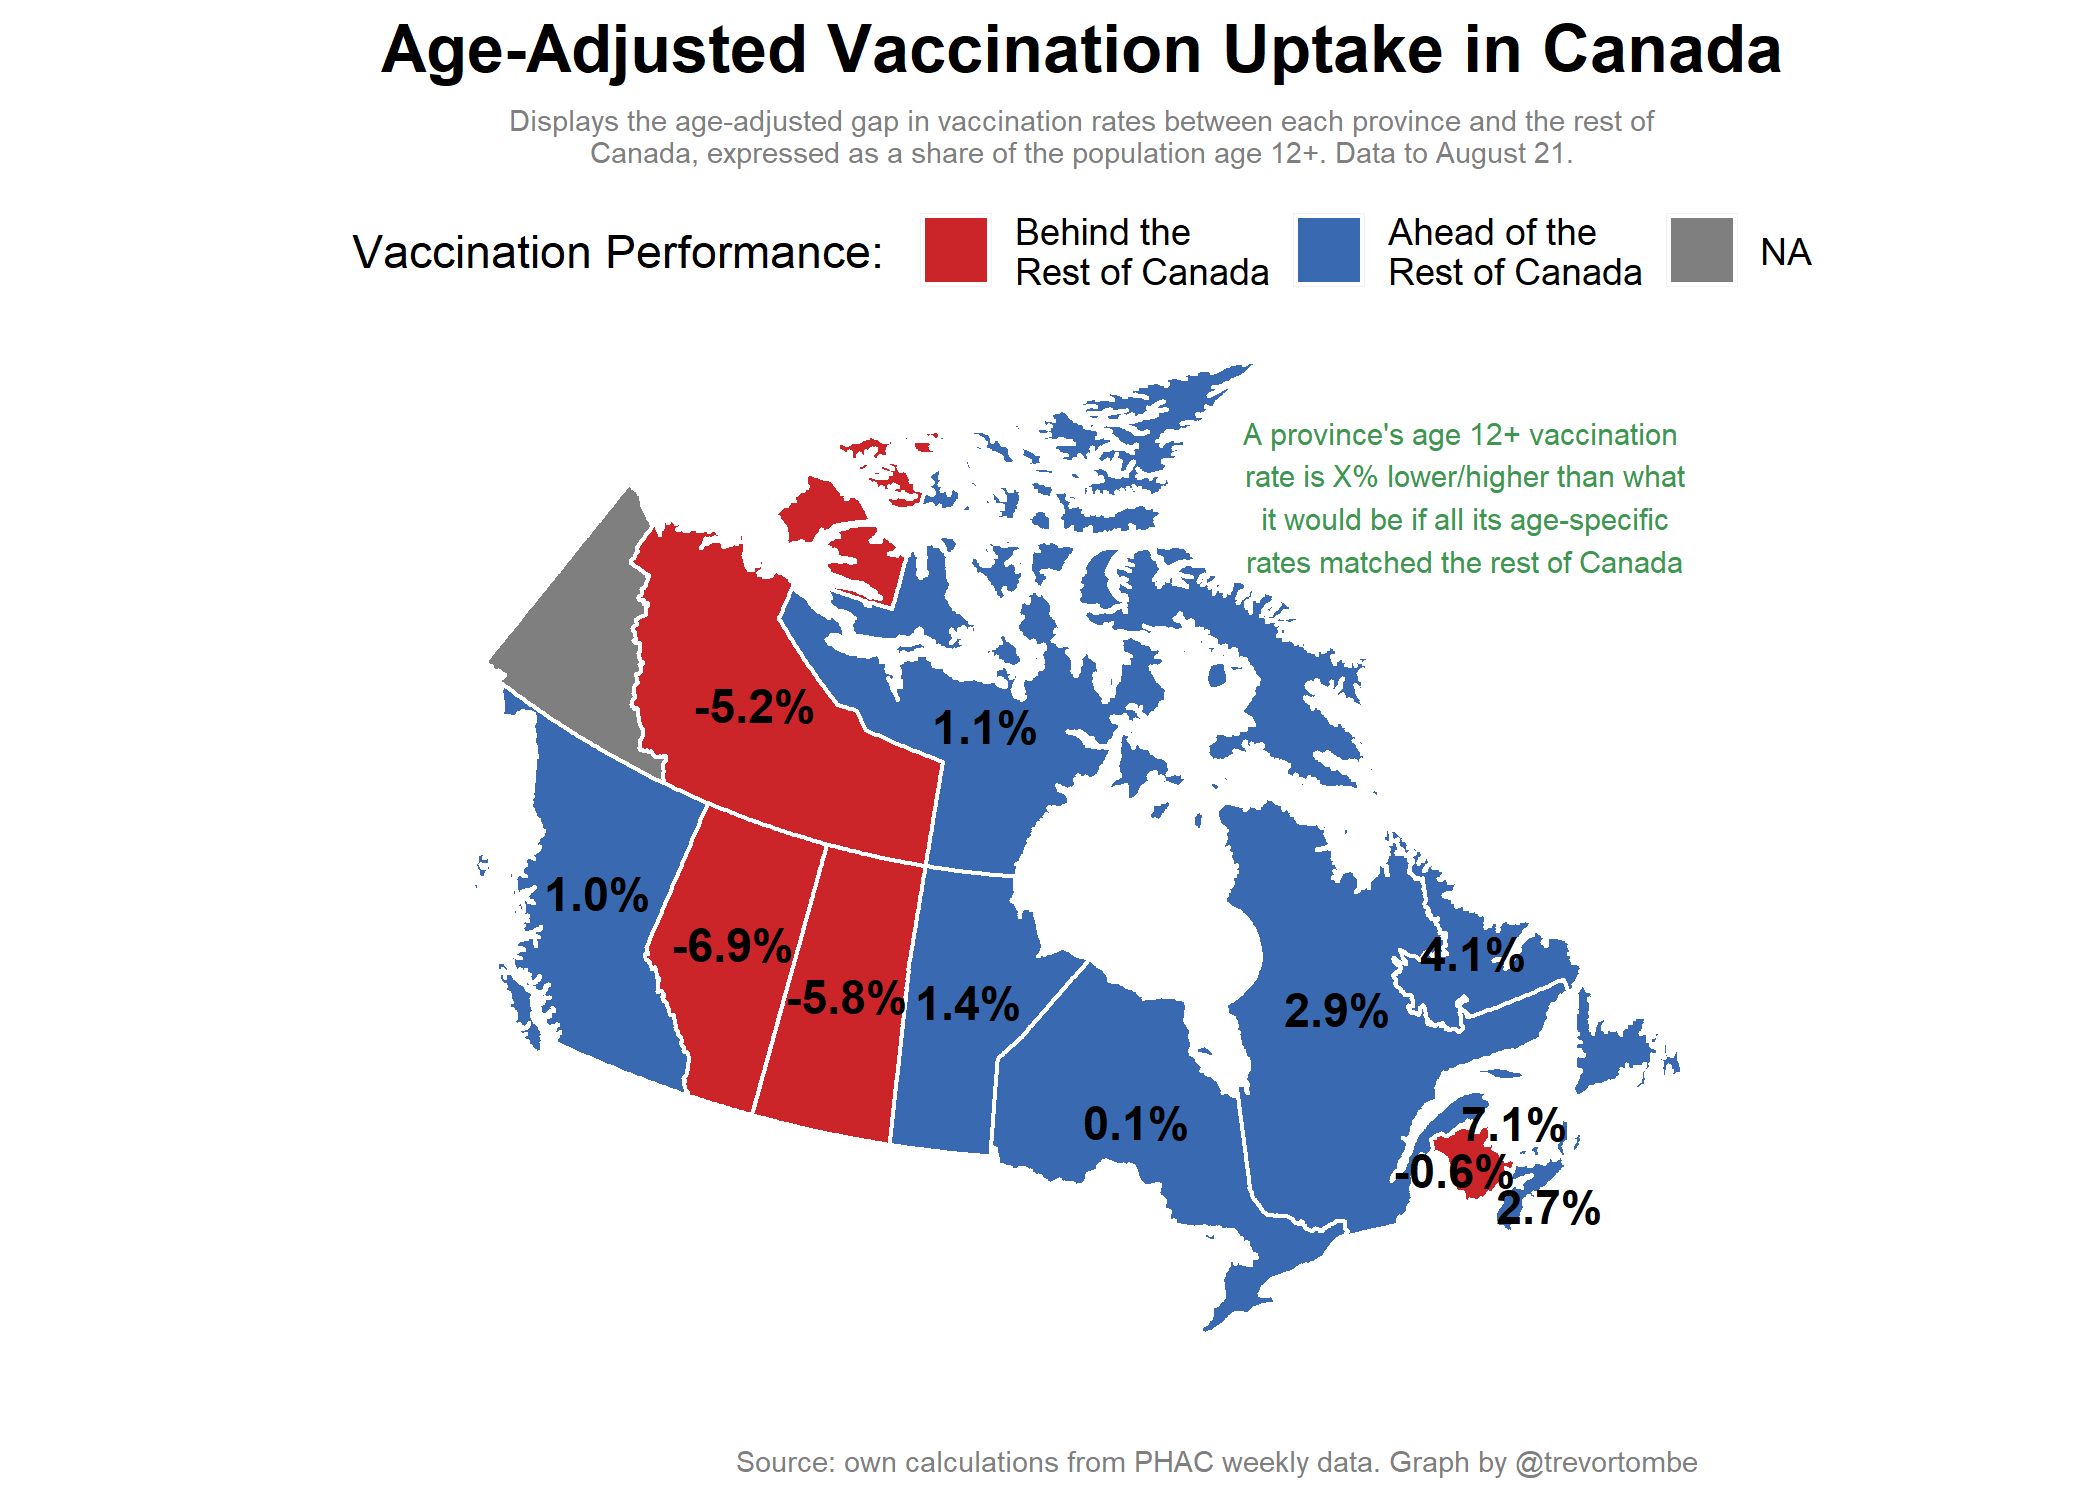 Age-Adjusted Vaccination Uptake in Canada
Displays the age-adjusted gap in vaccination rates between each province and the rest of
Canada, expressed as a share of the population age 12+. Data to August 21.
Vaccination Performance:
Behind the
Rest of Canada
Ahead of the
Rest of Canada
NA
A province's age 12+ vaccination
rate is X% lower/higher than what
it would be if all its age-specific
rates matched the rest of Canada
-5.2%
1.1%
1.0%
-6.9%
-5.8%
1.4%
4.1%
2.9%
0.1%
7.1%
-0.6%
2.7%
Source: own calculations from PHAC weekly data. Graph by @trevortombe